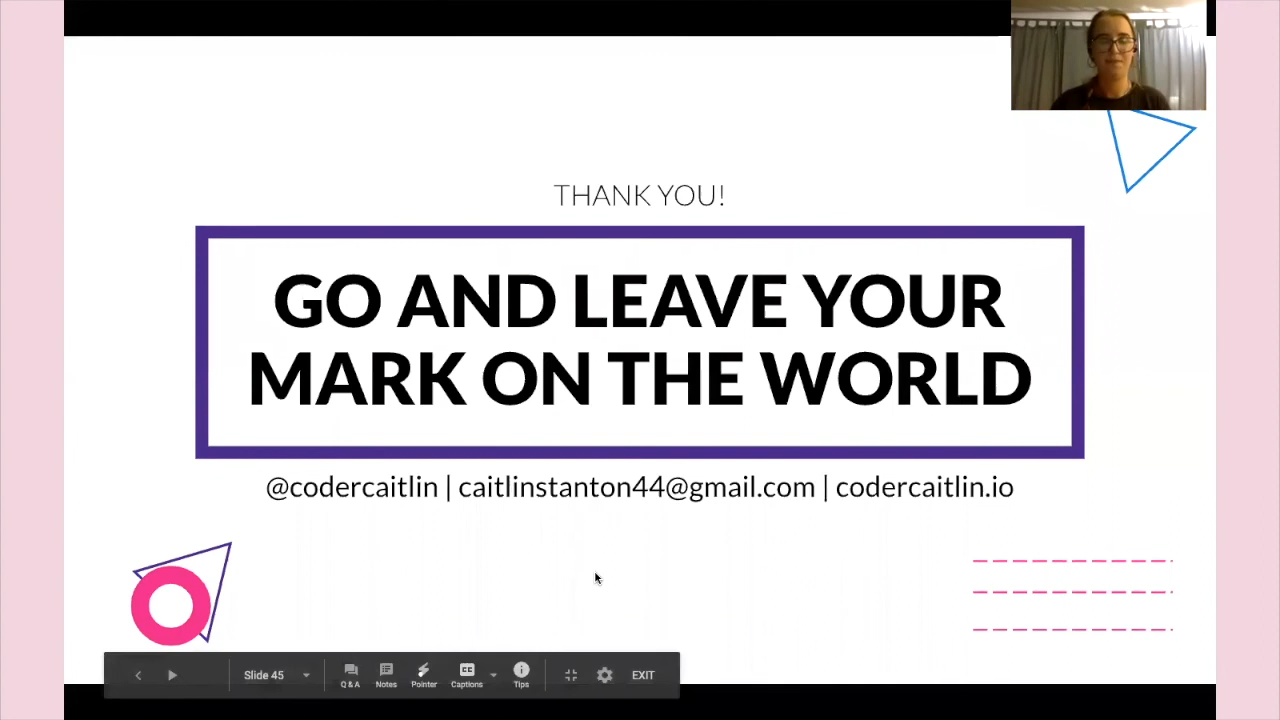 THANK YOU!
GO AND LEAVE YOUR
MARK ON THE WORLD
@codercaitlin | caitlinstanton44@gmail.com | codercaitlin.io
Slide 45
Q & A
Notes
Pointer
CC
Captions
Tips
EXIT